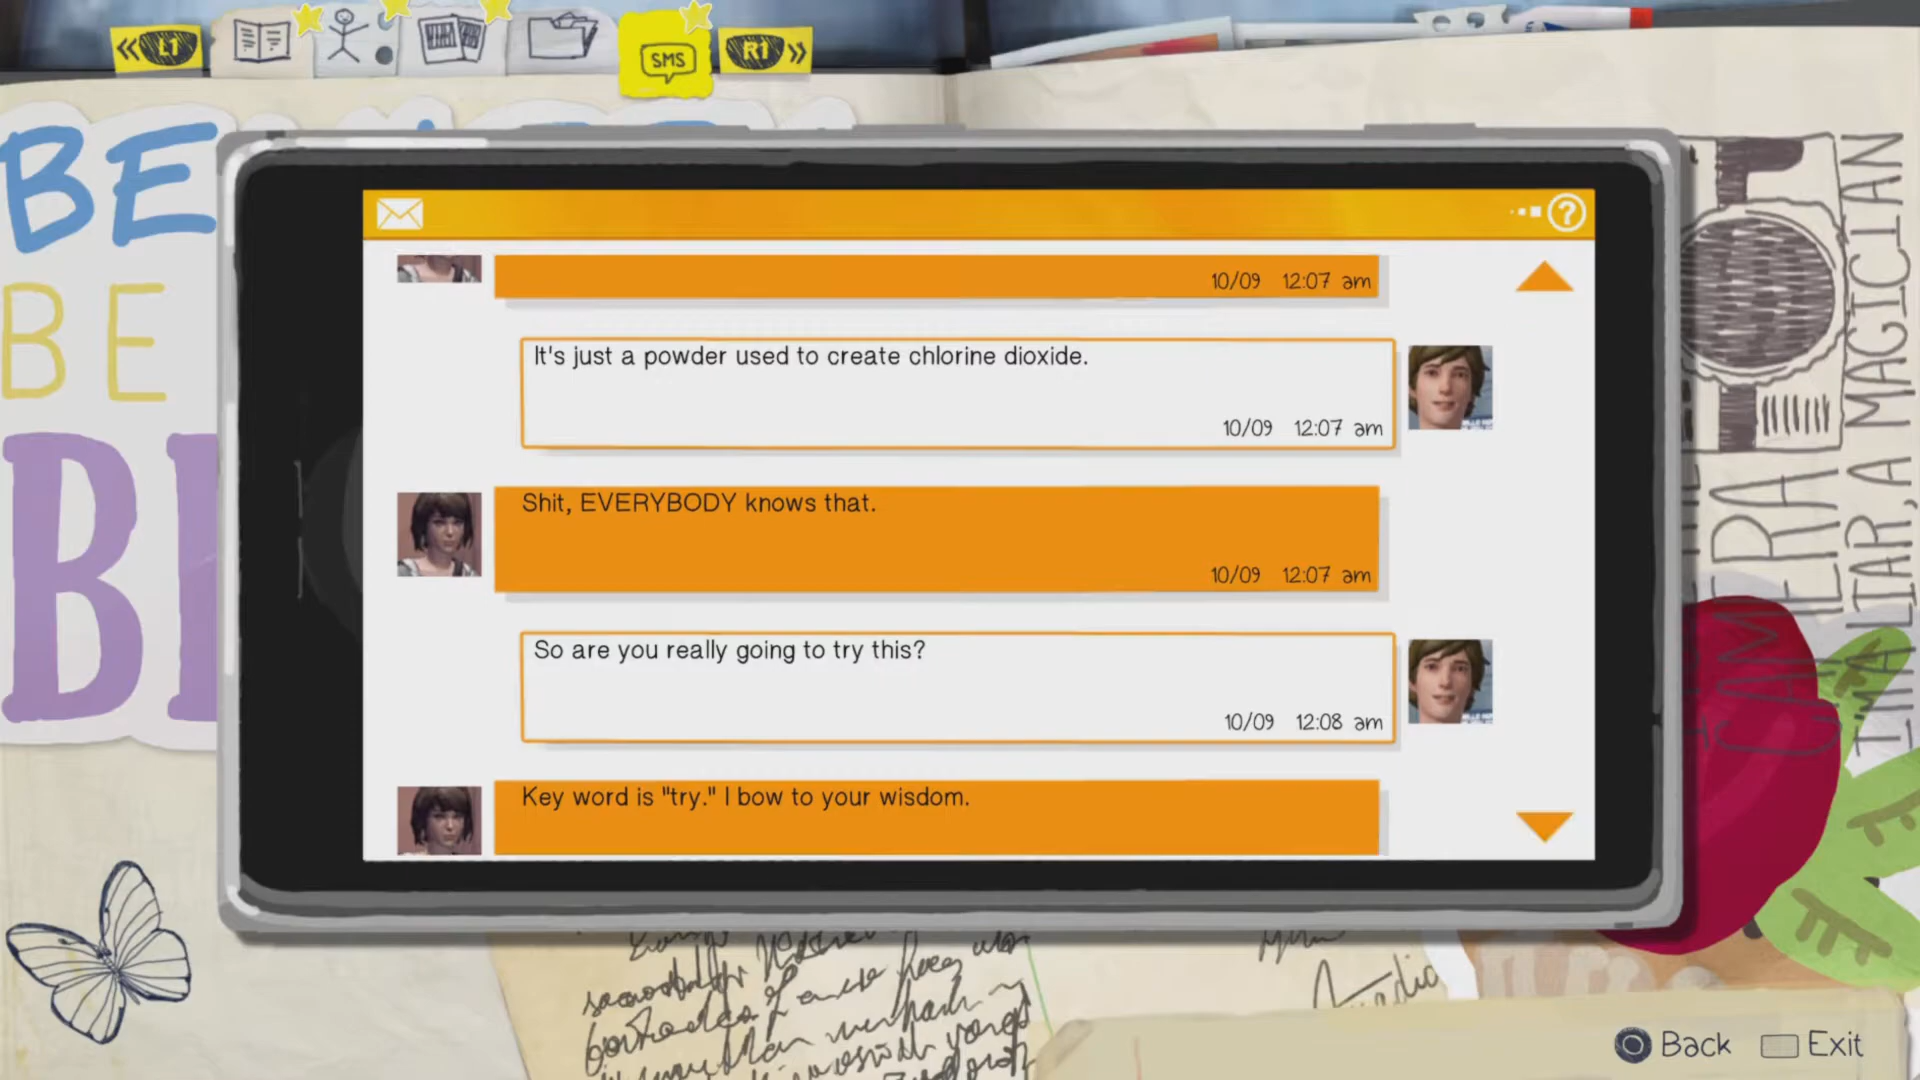 L1
SMS
R1
BE
BE
10/09 12:07 am
It's just a powder used to create chlorine dioxide.
10/09 12:07 am
Shit, EVERYBODY knows that.
10/09 12:07 am
So are you really going to try this?
10/09 12:08 am
Key word is "try." I bow to your wisdom.
I'MA LIAR, A MAGICIAN
Back
Exit